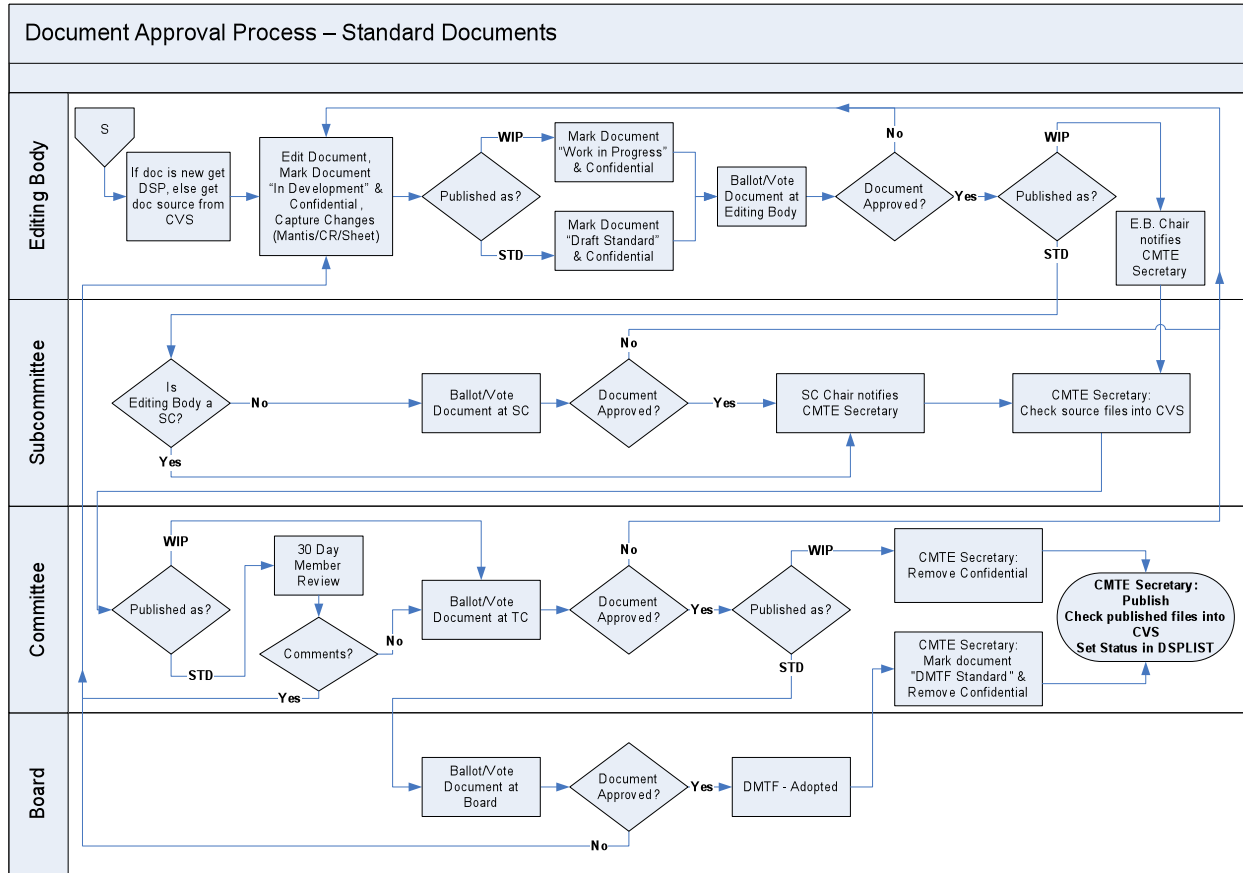 Document Approval Process – Standard Documents
Editing Body
S
If doc is new get
DSP, else get
doc source from
CVS
Edit Document,
Mark Document
“In Development” &
Confidential,
Capture Changes
(Mantis/CR/Sheet)
Published as?
WIP
STD
Mark Document
“Work in Progress”
& Confidential
Mark Document
“Draft Standard”
& Confidential
Ballot/Vote
Document at
Editing Body
Document
Approved?
No
Yes
Published as?
WIP
STD
E.B. Chair
notifies
CMTE
Secretary
Subcommittee
Is
Editing Body a
SC?
No
Yes
Ballot/Vote
Document at SC
Document
Approved?
No
Yes
SC Chair notifies
CMTE Secretary
CMTE Secretary:
Check source files into CVS
Committee
Published as?
WIP
STD
30 Day
Member
Review
Comments?
No
Yes
Ballot/Vote
Document at TC
Document
Approved?
No
Yes
Published as?
WIP
STD
CMTE Secretary:
Remove Confidential
CMTE Secretary:
Mark document
"DMTF Standard" &
Remove Confidential
CMTE Secretary:
Publish
Check published files into
CVS
Set Status in DSPLIST
Board
Ballot/Vote
Document at
Board
Document
Approved?
Yes
No
DMTF - Adopted